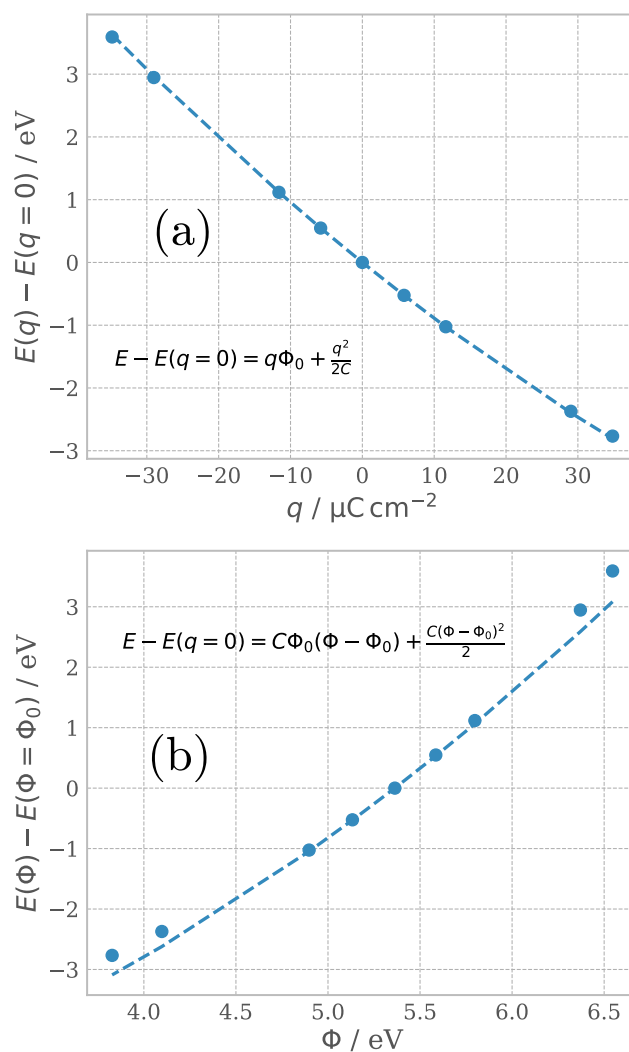 3
2
1
0
−1
−2
−3
E(q) − E(q = 0) / eV
(a)
E − E(q = 0) = qΦ₀ + q²/2C
−30 −20 −10 0 10 20 30
q / µC cm⁻²
3
2
1
0
−1
−2
−3
E(Φ) − E(Φ = Φ₀) / eV
E − E(q = 0) = CΦ₀(Φ − Φ₀) + C(Φ − Φ₀)²/2
(b)
4.0 4.5 5.0 5.5 6.0 6.5
Φ / eV